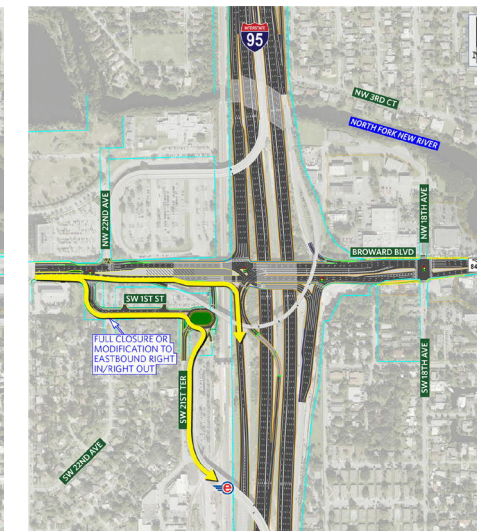 INTERSTATE
95
NW 3RD CT
NORTH FORK NEW RIVER
NW 22ND AVE
NW 18TH AVE
BROWARD BLVD
84
SW 1ST ST
FULL CLOSURE OR
MODIFICATION TO
EASTBOUND RIGHT
IN/RIGHT OUT
SW 21ST TER
SW 18TH AVE
SW 22ND AVE
e